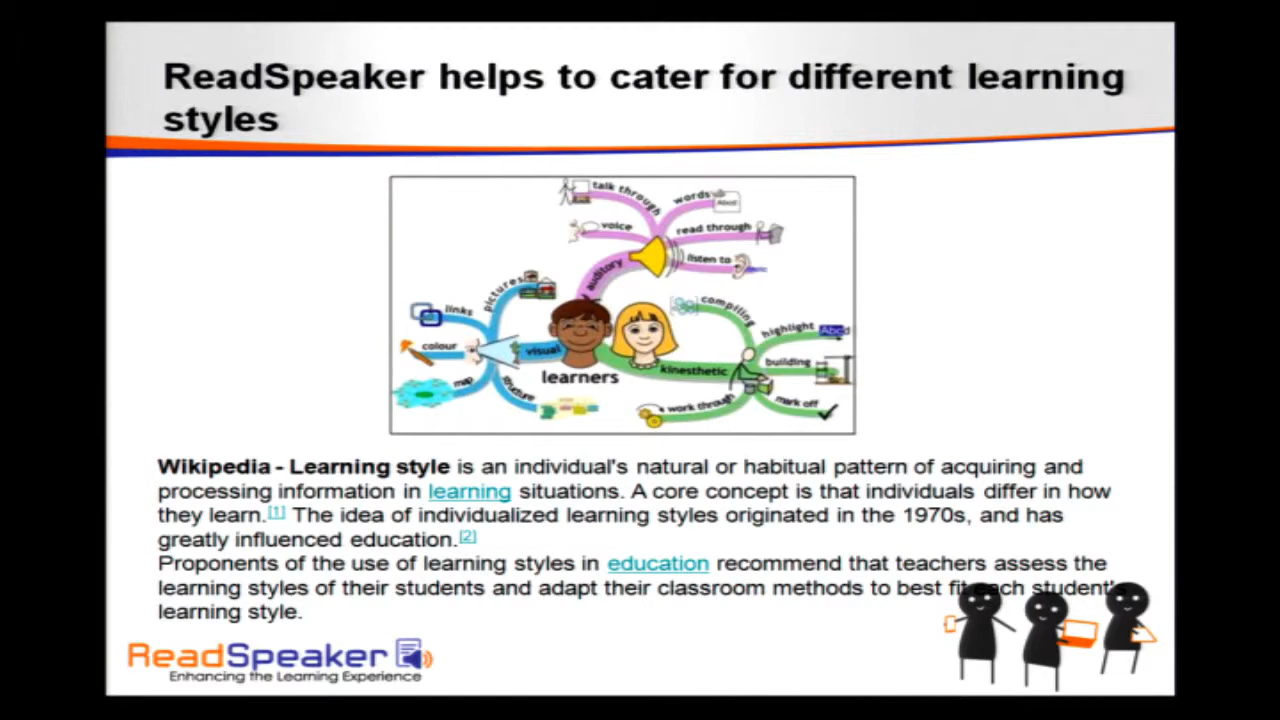 ReadSpeaker helps to cater for different learning
styles
talk through
words
Abcd
voice
read through
listen to
auditory
pictures
links
colour
visual
map
structure
learners
compiling
highlight
Abcd
building
kinesthetic
work through
mark off
Wikipedia - Learning style is an individual's natural or habitual pattern of acquiring and
processing information in learning situations. A core concept is that individuals differ in how
they learn.[1] The idea of individualized learning styles originated in the 1970s, and has
greatly influenced education.[2]
Proponents of the use of learning styles in education recommend that teachers assess the
learning styles of their students and adapt their classroom methods to best fit each student's
learning style.
ReadSpeaker
Enhancing the Learning Experience